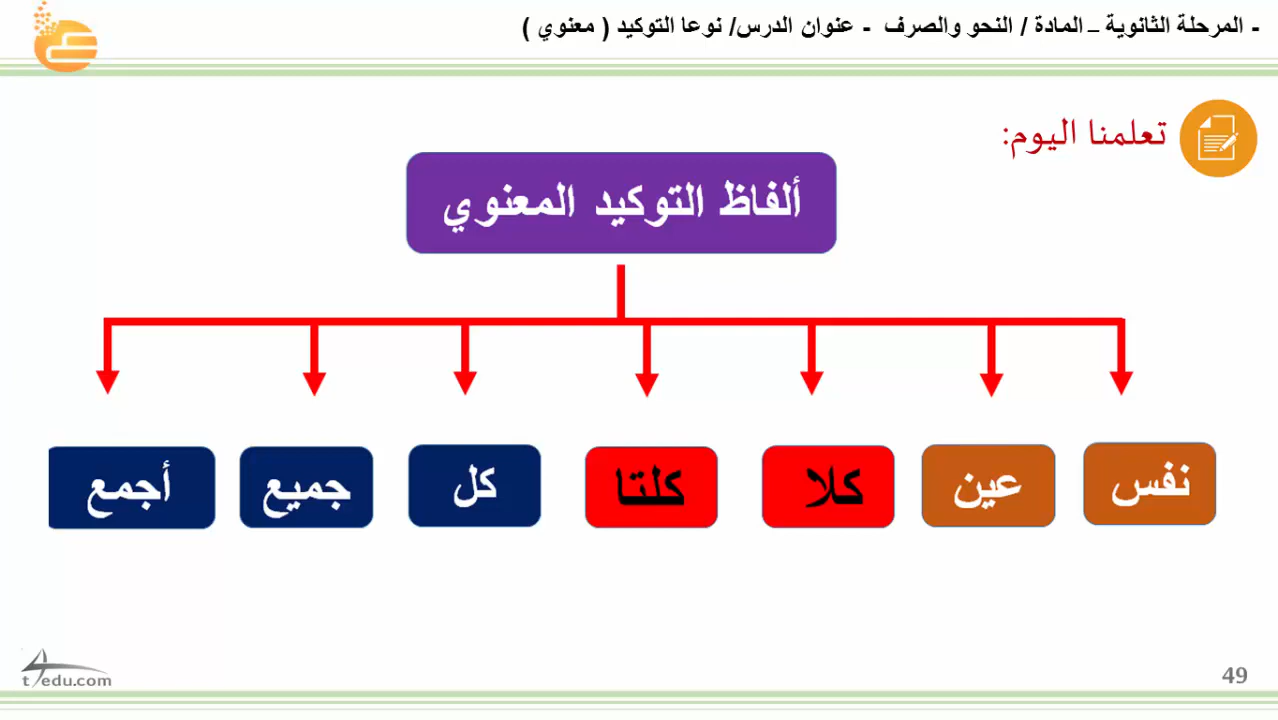 - المرحلة الثانوية – المادة / النحو والصرف - عنوان الدرس/ نوعا التوكيد ( معنوي )
تعلمنا اليوم:
ألفاظ التوكيد المعنوي
نفس
عين
كلا
كلتا
كل
جميع
أجمع
t4edu.com
49